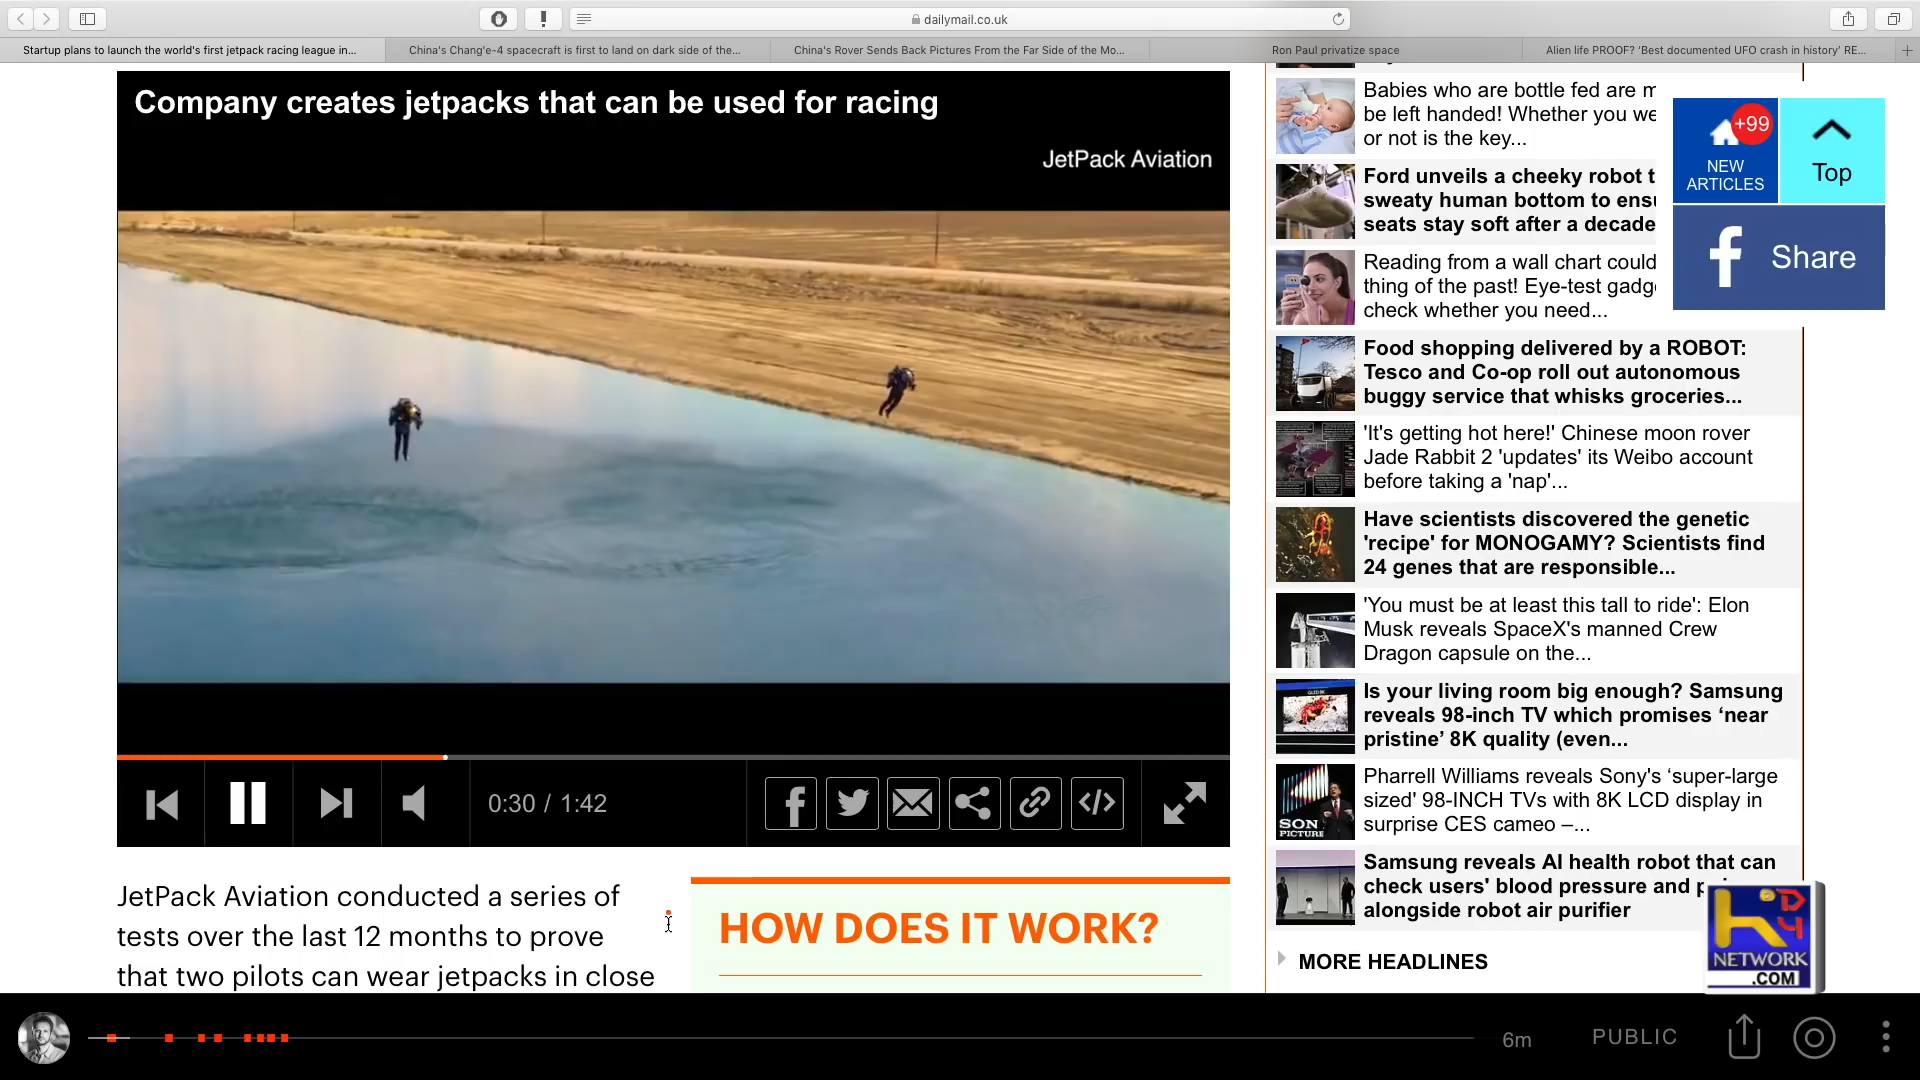 dailymail.co.uk
Startup plans to launch the world's first jetpack racing league in...
China's Chang'e-4 spacecraft is first to land on dark side of the...
China's Rover Sends Back Pictures From the Far Side of the Mo...
Ron Paul privatize space
Alien life PROOF? 'Best documented UFO crash in history' RE...
Company creates jetpacks that can be used for racing
JetPack Aviation
0:30 / 1:42
JetPack Aviation conducted a series of
tests over the last 12 months to prove
that two pilots can wear jetpacks in close
HOW DOES IT WORK?
Babies who are bottle fed are
be left handed! Whether you
or not is the key...
Ford unveils a cheeky robot
sweaty human bottom to
seats stay soft after a decade
Reading from a wall chart could
thing of the past! Eye-test
check whether you need...
Food shopping delivered by a ROBOT:
Tesco and Co-op roll out autonomous
buggy service that whisks groceries...
'It's getting hot here!' Chinese moon rover
Jade Rabbit 2 'updates' its Weibo account
before taking a 'nap'...
Have scientists discovered the genetic
'recipe' for MONOGAMY? Scientists find
24 genes that are responsible...
'You must be at least this tall to ride': Elon
Musk reveals SpaceX's manned Crew
Dragon capsule on the...
Is your living room big enough? Samsung
reveals 98-inch TV which promises ‘near
pristine’ 8K quality (even...
Pharrell Williams reveals Sony's ‘super-large
sized' 98-INCH TVs with 8K LCD display in
surprise CES cameo –...
SON
PICTURE
Samsung reveals AI health robot that can
check users' blood pressure and
alongside robot air purifier
MORE HEADLINES
+99
NEW
ARTICLES
Top
f Share
D
4
NETWORK
.COM
6m
PUBLIC